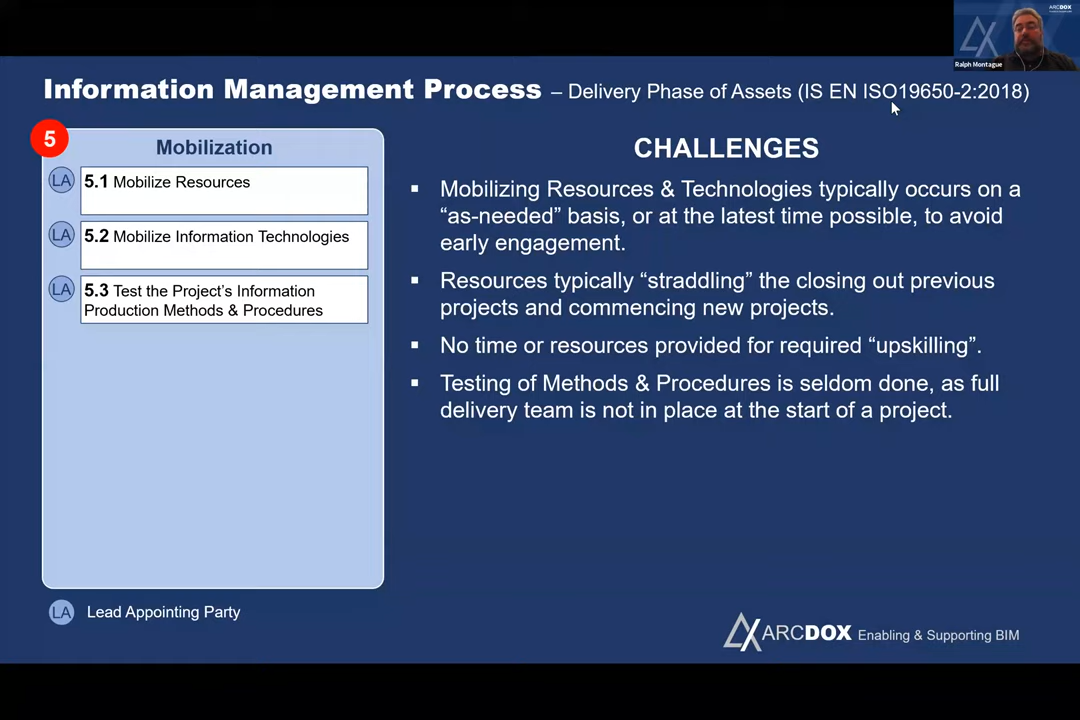 ARCDOX
Ralph Montague
Information Management Process – Delivery Phase of Assets (IS EN ISO19650-2:2018)
5
Mobilization
LA 5.1 Mobilize Resources
LA 5.2 Mobilize Information Technologies
LA 5.3 Test the Project's Information
Production Methods & Procedures
CHALLENGES
▪ Mobilizing Resources & Technologies typically occurs on a
“as-needed” basis, or at the latest time possible, to avoid
early engagement.
▪ Resources typically “straddling” the closing out previous
projects and commencing new projects.
▪ No time or resources provided for required “upskilling”.
▪ Testing of Methods & Procedures is seldom done, as full
delivery team is not in place at the start of a project.
LA Lead Appointing Party
ARCDOX Enabling & Supporting BIM